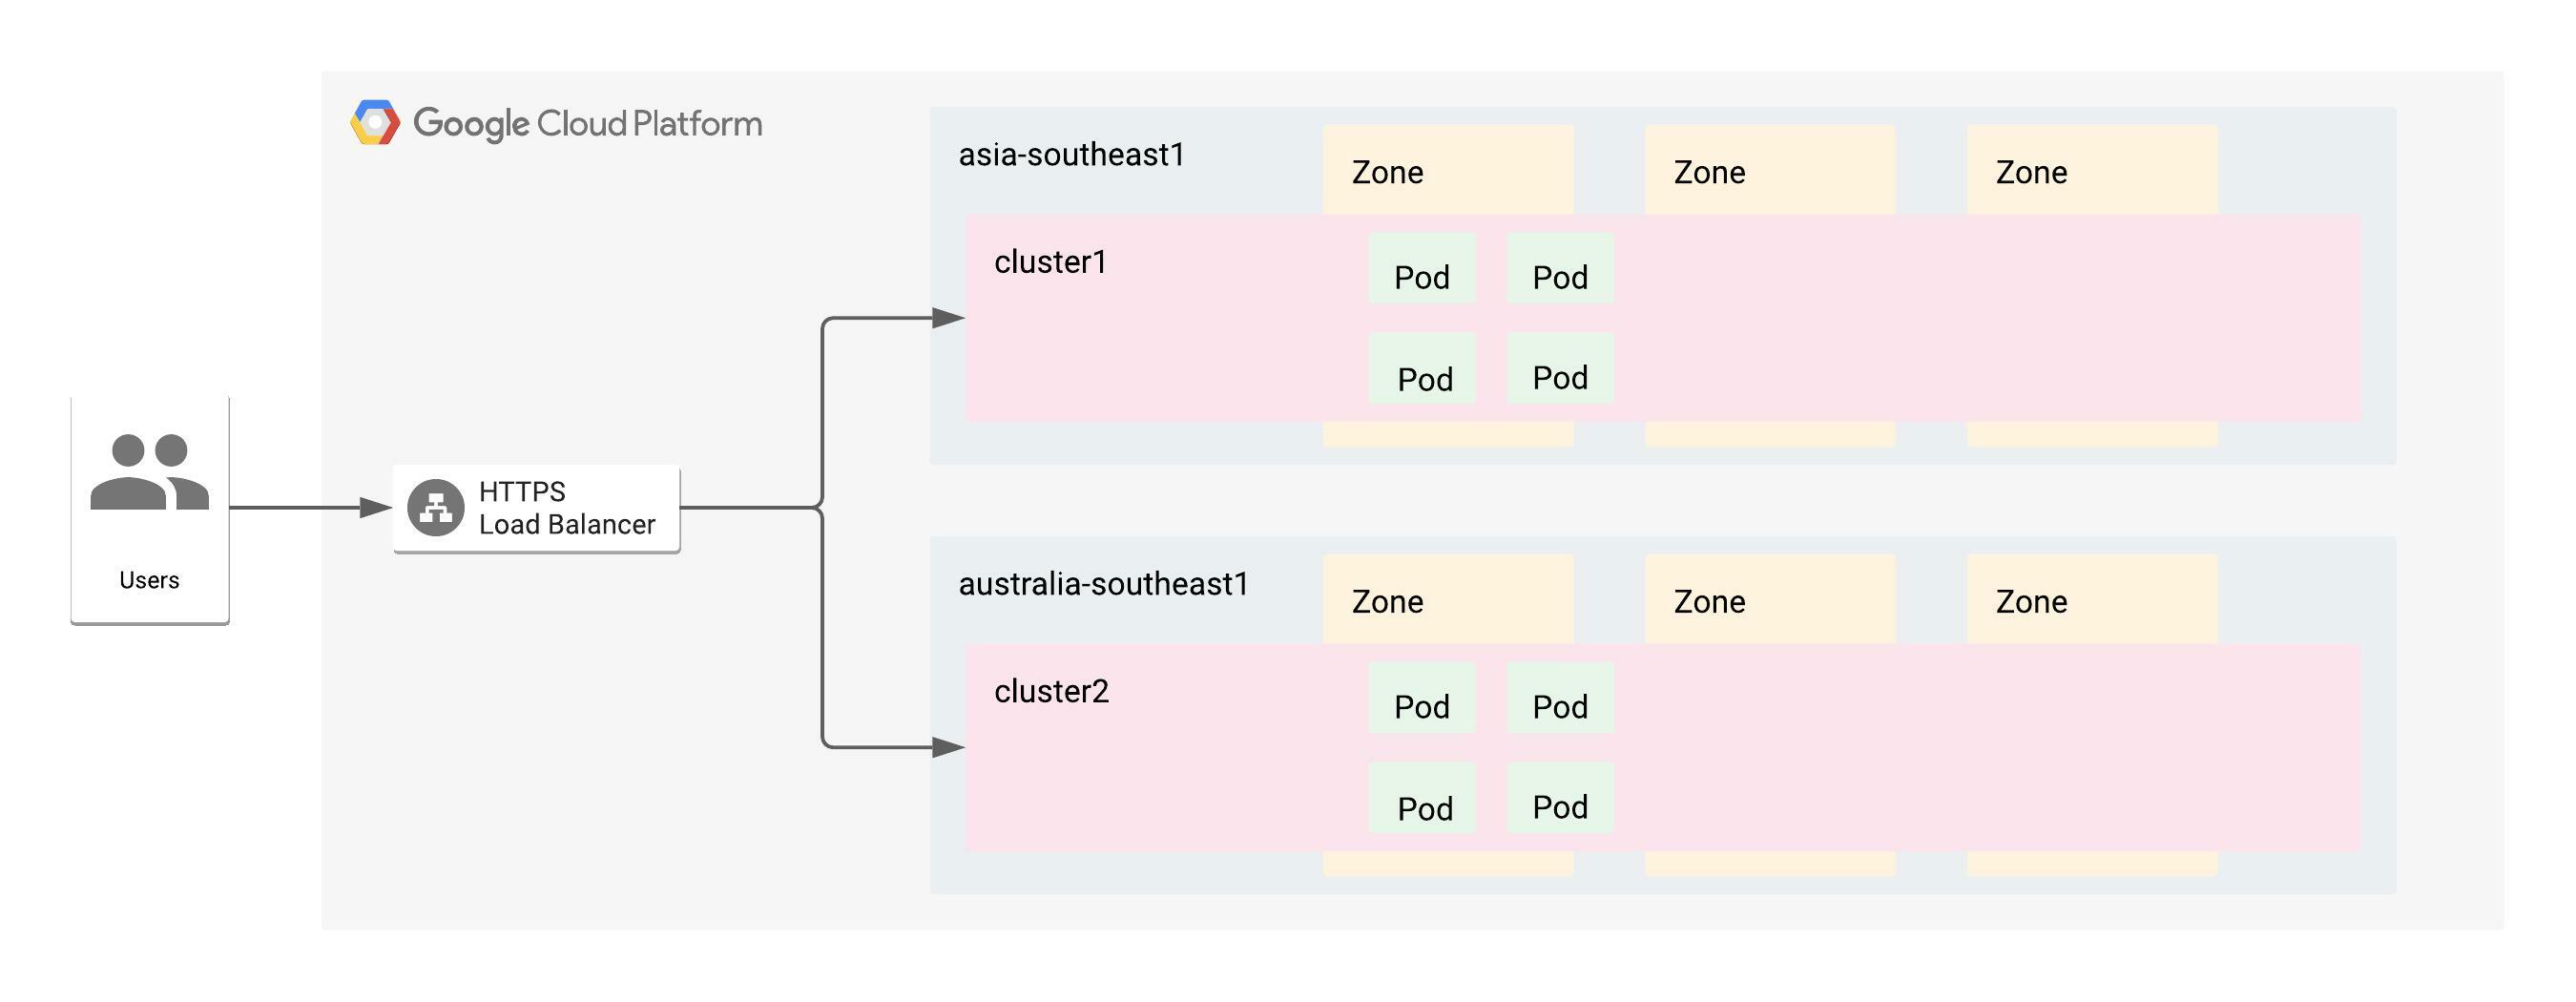 Google Cloud Platform
asia-southeast1
Zone
Zone
Zone
cluster1
Pod
Pod
Pod
Pod
Users
HTTPS
Load Balancer
australia-southeast1
Zone
Zone
Zone
cluster2
Pod
Pod
Pod
Pod